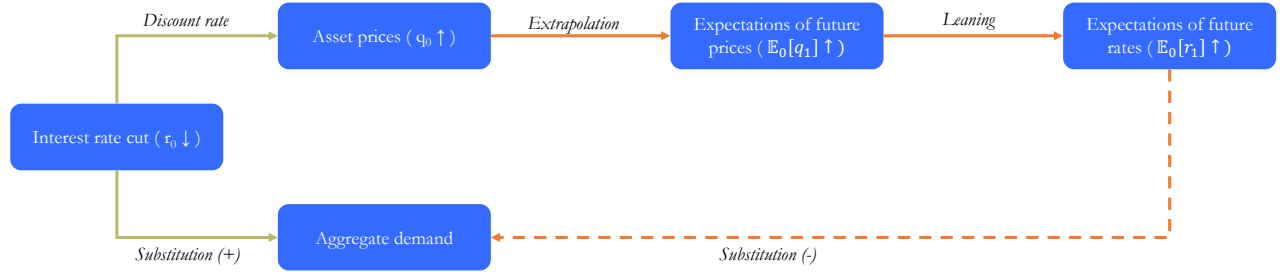 Discount rate
Asset prices ( q₀ ↑ )
Extrapolation
Expectations of future
prices ( 𝔼₀[q₁] ↑ )
Leaning
Expectations of future
rates ( 𝔼₀[r₁] ↑ )
Interest rate cut ( r₀ ↓ )
Aggregate demand
Substitution (+)
Substitution (-)